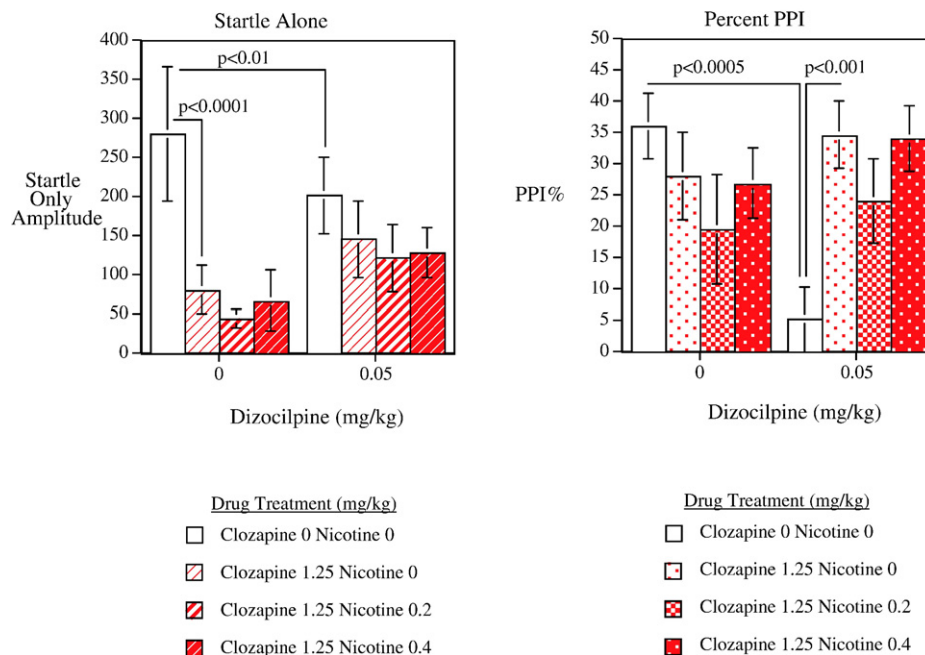 Startle Alone
400
350
300
250
200
150
100
50
0
Startle
Only
Amplitude
p<0.01
p<0.0001
0
0.05
Dizocilpine (mg/kg)
Drug Treatment (mg/kg)
Clozapine 0 Nicotine 0
Clozapine 1.25 Nicotine 0
Clozapine 1.25 Nicotine 0.2
Clozapine 1.25 Nicotine 0.4
Percent PPI
50
45
40
35
30
25
20
15
10
5
0
PPI%
p<0.0005
p<0.001
0
0.05
Dizocilpine (mg/kg)
Drug Treatment (mg/kg)
Clozapine 0 Nicotine 0
Clozapine 1.25 Nicotine 0
Clozapine 1.25 Nicotine 0.2
Clozapine 1.25 Nicotine 0.4